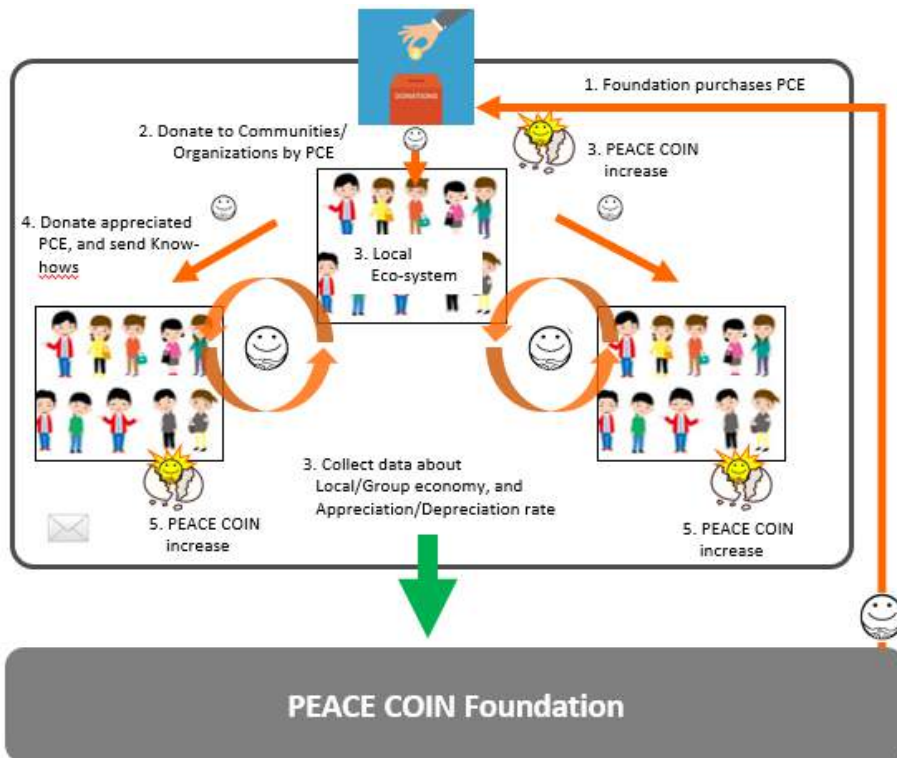 DONATIONS
1. Foundation purchases PCE
2. Donate to Communities/
Organizations by PCE
3. PEACE COIN
increase
4. Donate appreciated
PCE, and send Know-
hows
3. Local
Eco-system
3. Collect data about
Local/Group economy, and
Appreciation/Depreciation rate
5. PEACE COIN
increase
5. PEACE COIN
increase
PEACE COIN Foundation